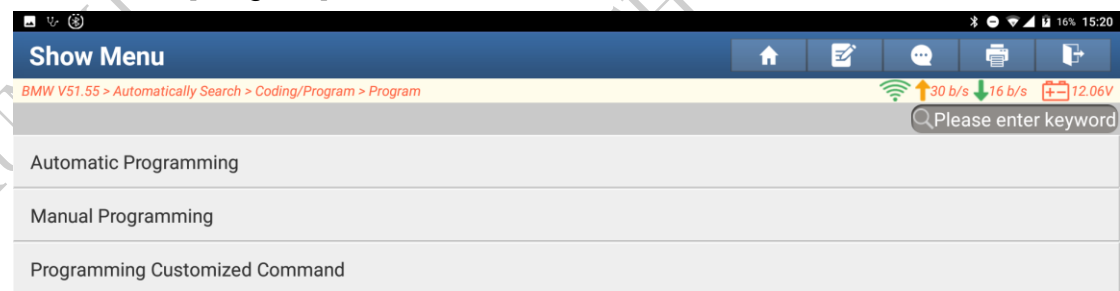 16% 15:20
Show Menu
BMW V51.55 > Automatically Search > Coding/Program > Program
30 b/s 16 b/s 12.06V
Please enter keyword
Automatic Programming
Manual Programming
Programming Customized Command